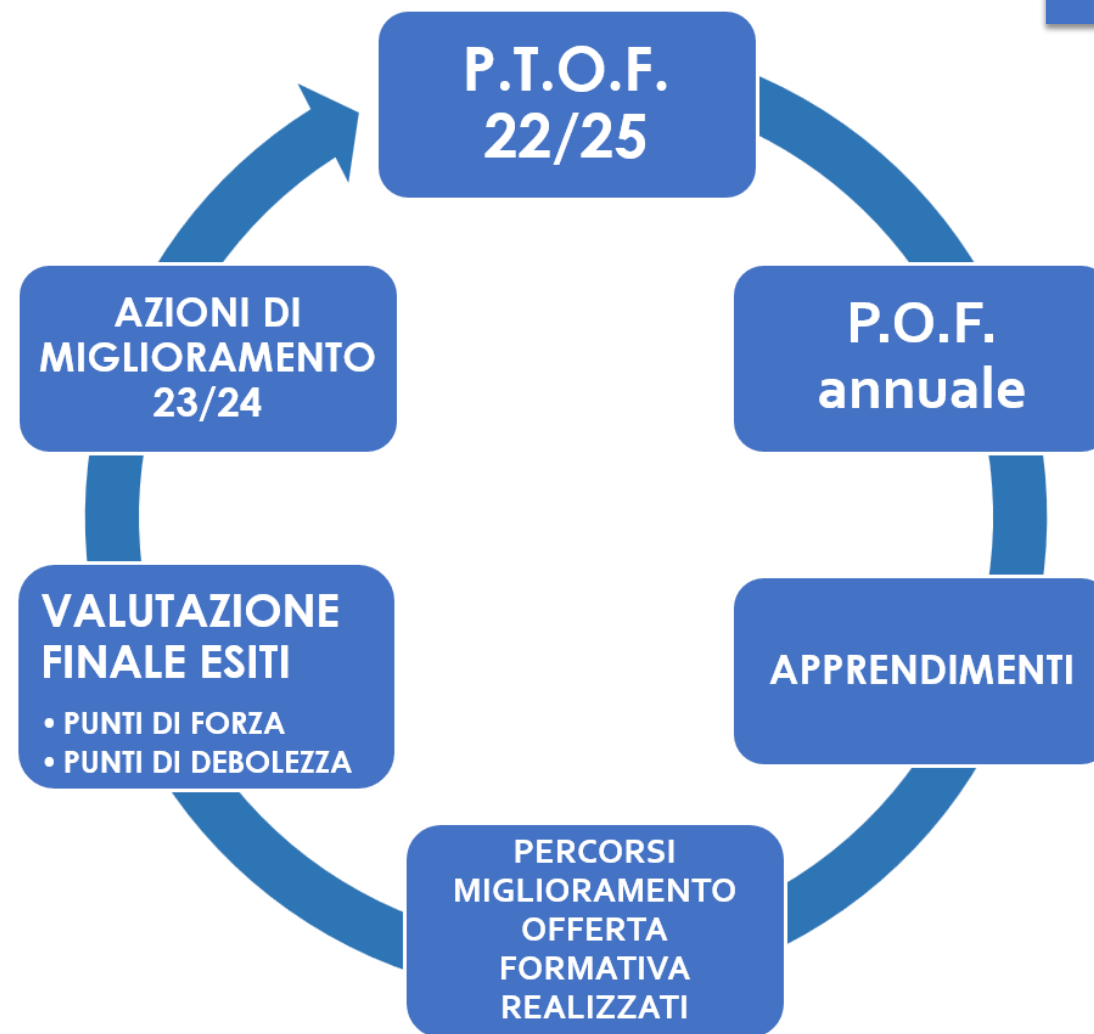 P.T.O.F.
22/25
P.O.F.
annuale
APPRENDIMENTI
PERCORSI
MIGLIORAMENTO
OFFERTA
FORMATIVA
REALIZZATI
VALUTAZIONE
FINALE ESITI
• PUNTI DI FORZA
• PUNTI DI DEBOLEZZA
AZIONI DI
MIGLIORAMENTO
23/24